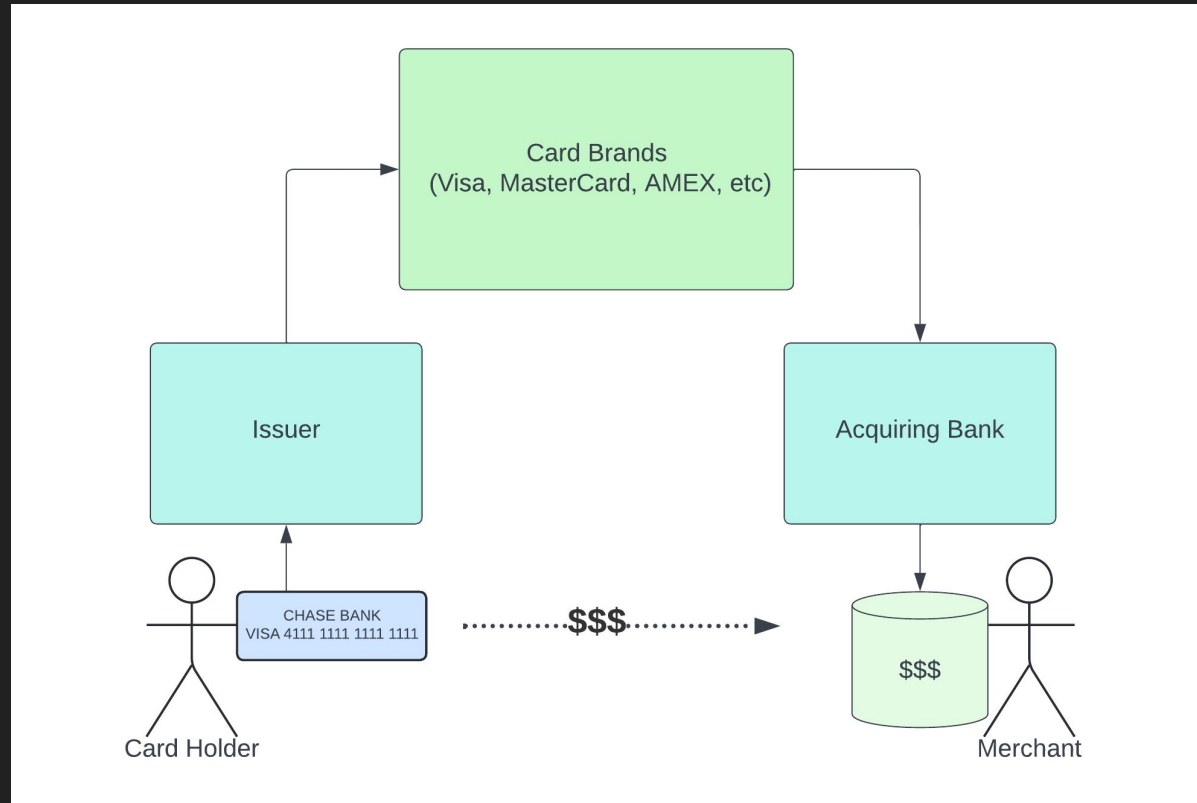 Card Brands
(Visa, MasterCard, AMEX, etc)
Issuer
Acquiring Bank
CHASE BANK
VISA 4111 1111 1111 1111
$$$
$$$
Card Holder
Merchant